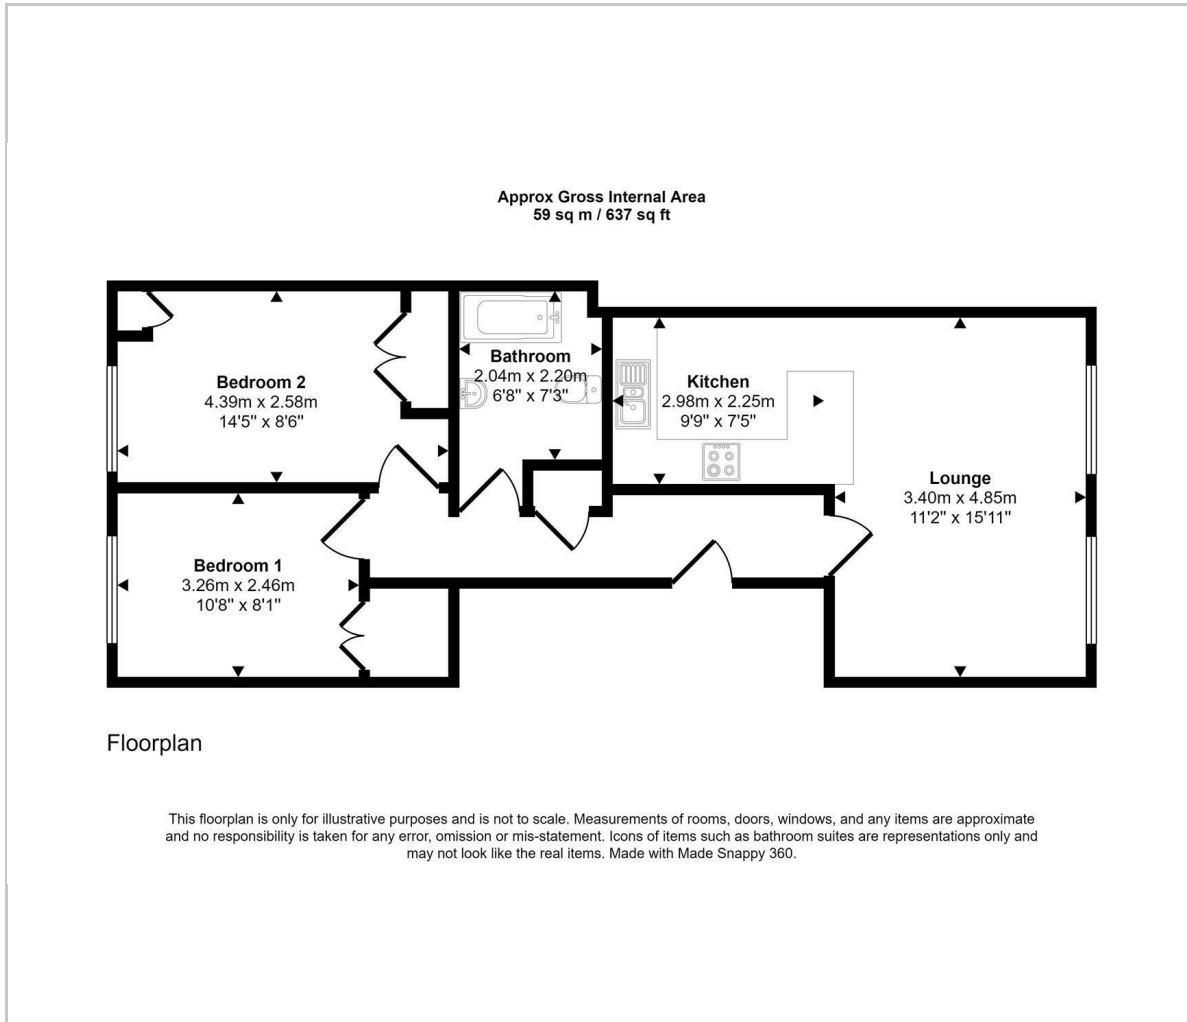 Approx Gross Internal Area
59 sq m / 637 sq ft
Bedroom 2
4.39m x 2.58m
14'5" x 8'6"
Bathroom
2.04m x 2.20m
6'8" x 7'3"
Kitchen
2.98m x 2.25m
9'9" x 7'5"
Lounge
3.40m x 4.85m
11'2" x 15'11"
Bedroom 1
3.26m x 2.46m
10'8" x 8'1"
Floorplan
This floorplan is only for illustrative purposes and is not to scale. Measurements of rooms, doors, windows, and any items are approximate
and no responsibility is taken for any error, omission or mis-statement. Icons of items such as bathroom suites are representations only and
may not look like the real items. Made with Made Snappy 360.